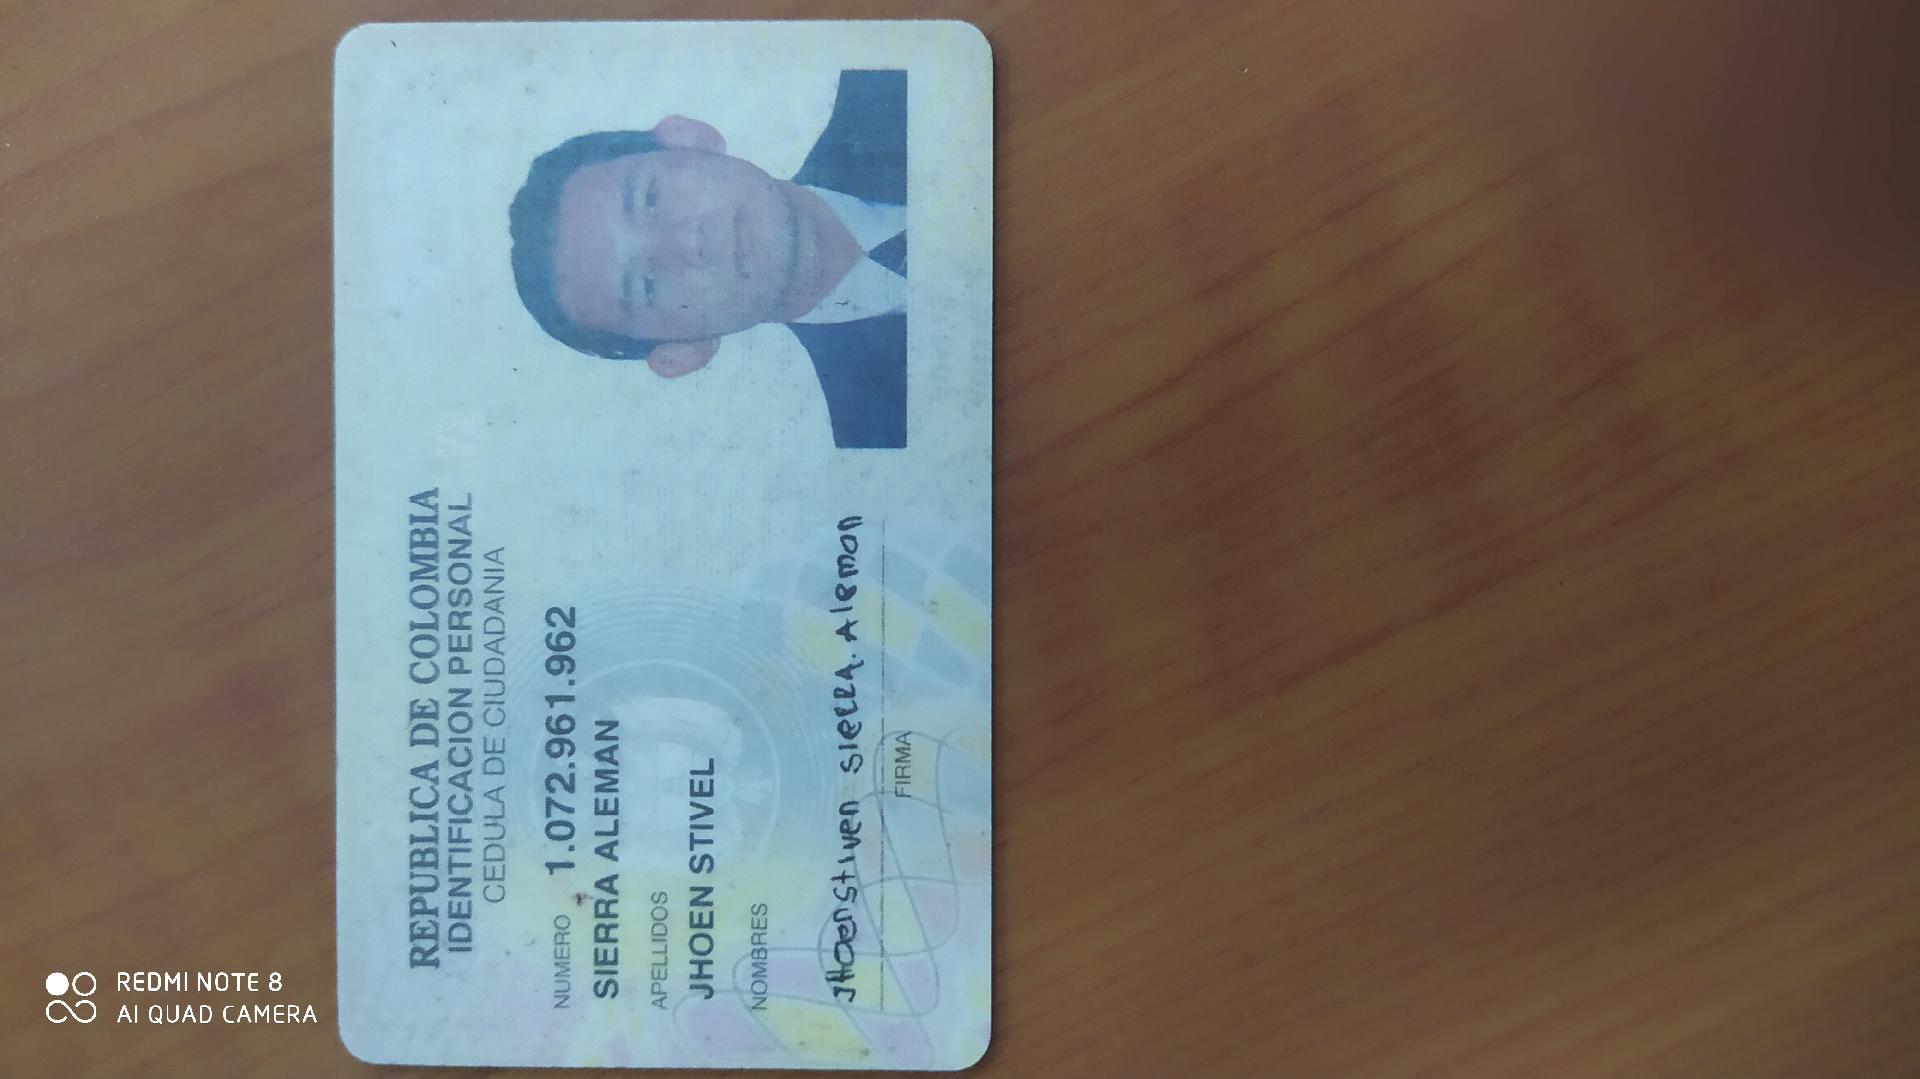 REPUBLICA DE COLOMBIA
IDENTIFICACION PERSONAL
CEDULA DE CIUDADANIA
NUMERO 1.072.961.962
SIERRA ALEMAN
APELLIDOS
JHOEN STIVEL
NOMBRES
JHoenstiven sierra. Aleman
FIRMA
REDMI NOTE 8
AI QUAD CAMERA